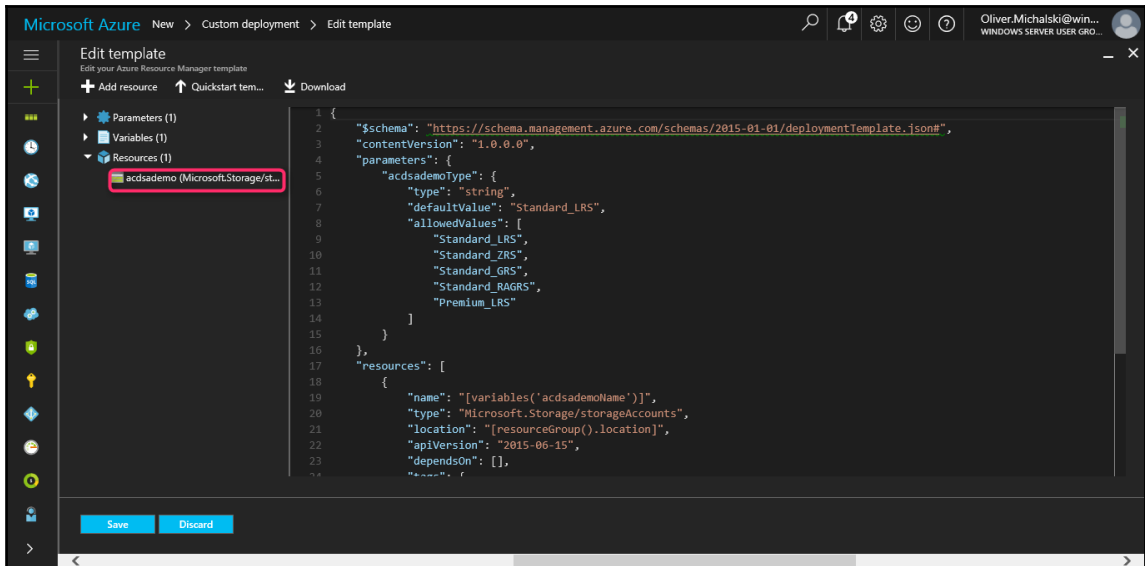 Microsoft Azure New > Custom deployment > Edit template
4
Oliver.Michalski@win...
WINDOWS SERVER USER GRO...
Edit template
Edit your Azure Resource Manager template
Add resource Quickstart tem... Download
Parameters (1)
Variables (1)
Resources (1)
acdsademo (Microsoft.Storage/st...
1 {
2 "$schema": "https://schema.management.azure.com/schemas/2015-01-01/deploymentTemplate.json#",
3 "contentVersion": "1.0.0.0",
4 "parameters": {
5 "acdsademoType": {
6 "type": "string",
7 "defaultValue": "Standard_LRS",
8 "allowedValues": [
9 "Standard_LRS",
10 "Standard_ZRS",
11 "Standard_GRS",
12 "Standard_RAGRS",
13 "Premium_LRS"
14 ]
15 }
16 },
17 "resources": [
18 {
19 "name": "[variables('acdsademoName')]",
20 "type": "Microsoft.Storage/storageAccounts",
21 "location": "[resourceGroup().location]",
22 "apiVersion": "2015-06-15",
23 "dependsOn": [],
24 "tags": {
SQL
Save Discard